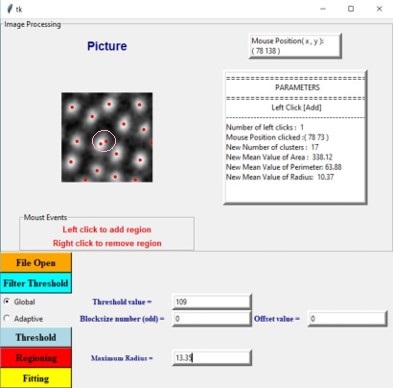 tk
Image Processing
Picture
Mouse Position( x , y ):
( 78 138 )
==============================
PARAMETERS
==============================
Left Click [Add]
------------------------------------------------
Number of left clicks : 1
Mouse Position clicked :( 78 73 )
New Number of clusters : 17
New Mean Value of Area : 338.12
New Mean Value of Perimeter: 63.88
New Mean Value of Radius: 10.37
Moust Events
Left click to add region
Right click to remove region
File Open
Filter Threshold
Global
Threshold value =
109
Adaptive
Blocksize number (odd) =
0
Offset value =
0
Threshold
Regioning
Maximum Radius =
13.35
Fitting